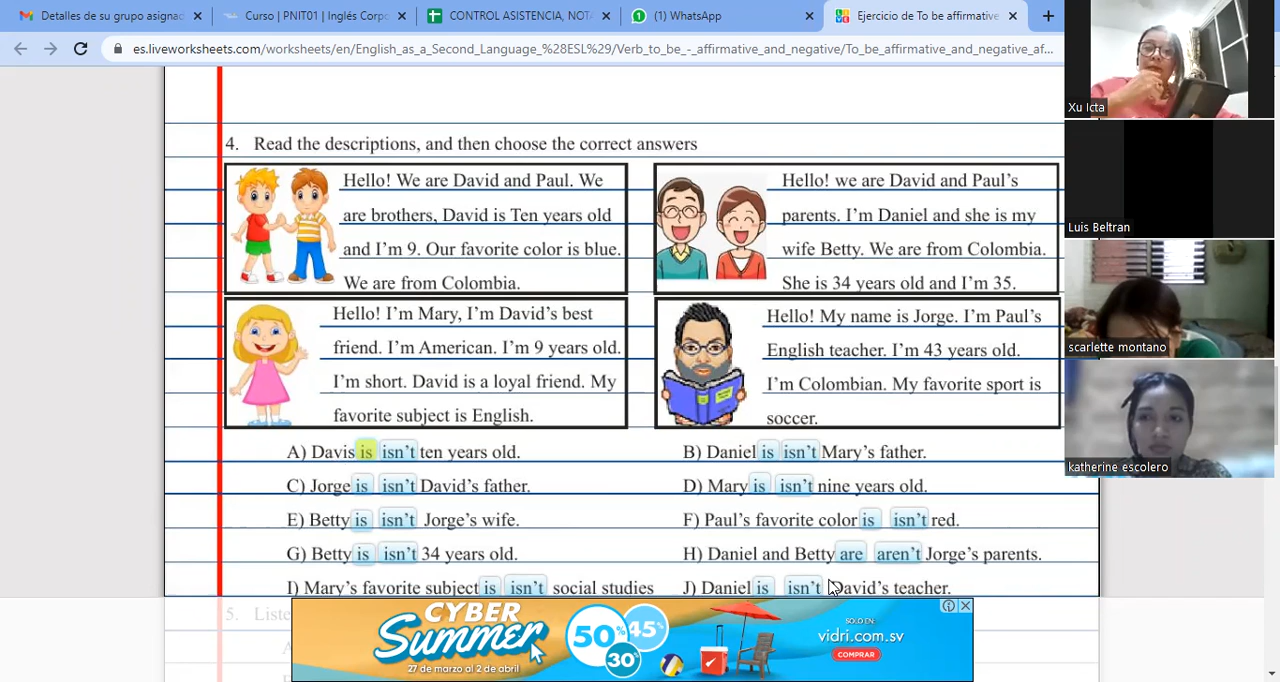 Detalles de su grupo asignad
Curso | PNIT01 | Inglés Corpo
CONTROL ASISTENCIA, NOTA
(1) WhatsApp
Ejercicio de To be affirmative
es.liveworksheets.com/worksheets/en/English_as_a_Second_Language_%28ESL%29/Verb_to_be_-_affirmative_and_negative/To_be_affirmative_and_negative_af...
Xu Icta
Luis Beltran
scarlette montano
katherine escolero
4. Read the descriptions, and then choose the correct answers
Hello! We are David and Paul. We
are brothers, David is Ten years old
and I'm 9. Our favorite color is blue.
We are from Colombia.
Hello! we are David and Paul's
parents. I'm Daniel and she is my
wife Betty. We are from Colombia.
She is 34 years old and I'm 35.
Hello! I'm Mary, I'm David's best
friend. I'm American. I'm 9 years old.
I'm short. David is a loyal friend. My
favorite subject is English.
Hello! My name is Jorge. I'm Paul's
English teacher. I'm 43 years old.
I'm Colombian. My favorite sport is
soccer.
A) Davis is isn't ten years old.
B) Daniel is isn't Mary's father.
C) Jorge is isn't David's father.
D) Mary is isn't nine years old.
E) Betty is isn't Jorge's wife.
F) Paul's favorite color is isn't red.
G) Betty is isn't 34 years old.
H) Daniel and Betty are aren't Jorge's parents.
I) Mary's favorite subject is isn't social studies
J) Daniel is isn't David's teacher.
5. Liste
CYBER
Summer
27 de marzo al 2 de abril
50% 45%
30%
SOLO EN:
vidri.com.sv
COMPRAR